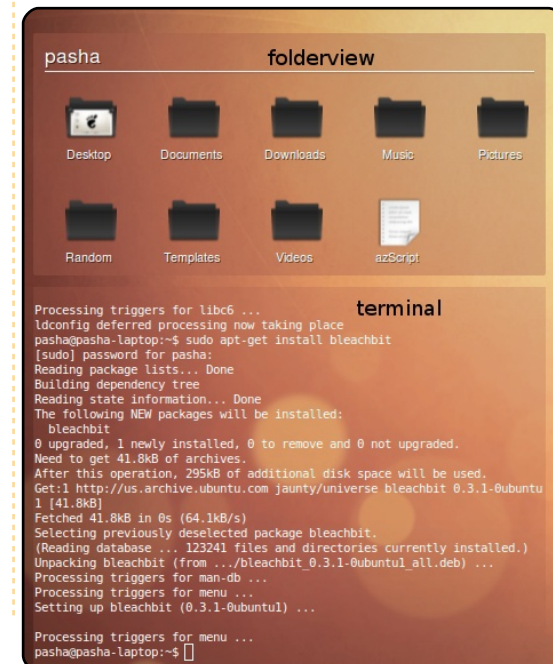 pasha folderview
Desktop Documents Downloads Music Pictures
Random Templates Videos azScript
terminal
Processing triggers for libc6 ...
ldconfig deferred processing now taking place
pasha@pasha-laptop:~$ sudo apt-get install bleachbit
[sudo] password for pasha:
Reading package lists... Done
Building dependency tree
Reading state information... Done
The following NEW packages will be installed:
  bleachbit
0 upgraded, 1 newly installed, 0 to remove and 0 not upgraded.
Need to get 41.8kB of archives.
After this operation, 295kB of additional disk space will be used.
Get:1 http://us.archive.ubuntu.com jaunty/universe bleachbit 0.3.1-0ubuntu
1 [41.8kB]
Fetched 41.8kB in 0s (64.1kB/s)
Selecting previously deselected package bleachbit.
(Reading database ... 123241 files and directories currently installed.)
Unpacking bleachbit (from .../bleachbit_0.3.1-0ubuntu1_all.deb) ...
Processing triggers for man-db ...
Processing triggers for menu ...
Setting up bleachbit (0.3.1-0ubuntu1) ...

Processing triggers for menu ...
pasha@pasha-laptop:~$